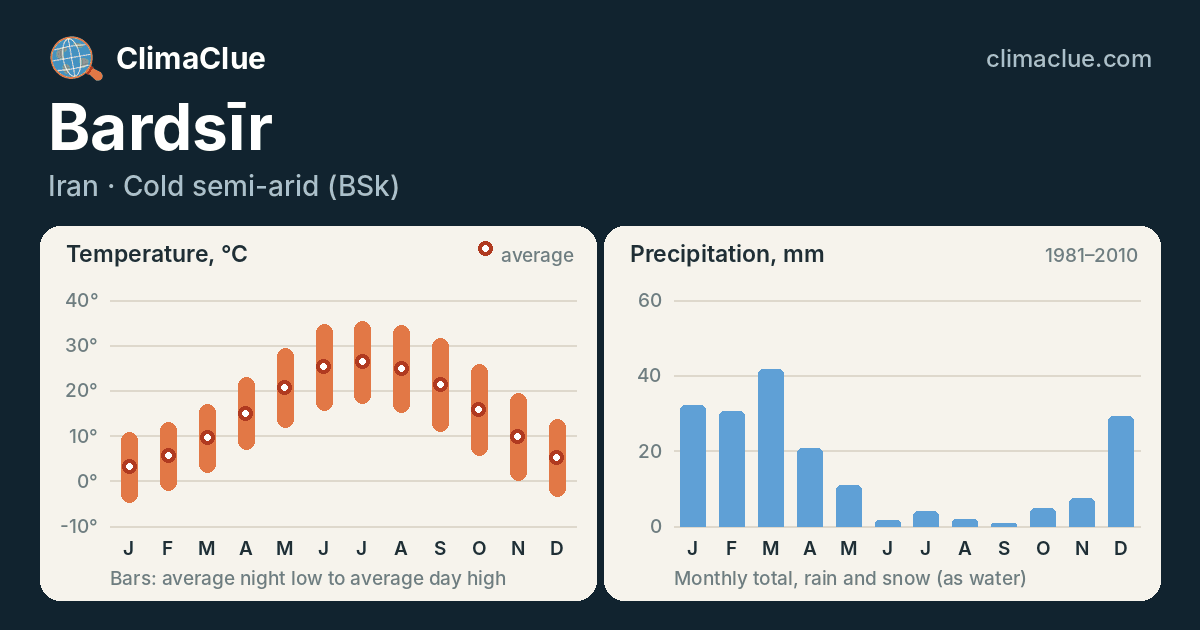 ClimaClue
climaclue.com
Bardsīr
Iran · Cold semi-arid (BSk)
Temperature, °C
average
40°
30°
20°
10°
0°
-10°
J F M A M J J A S O N D
Bars: average night low to average day high
Precipitation, mm
1981–2010
60
40
20
0
J F M A M J J A S O N D
Monthly total, rain and snow (as water)